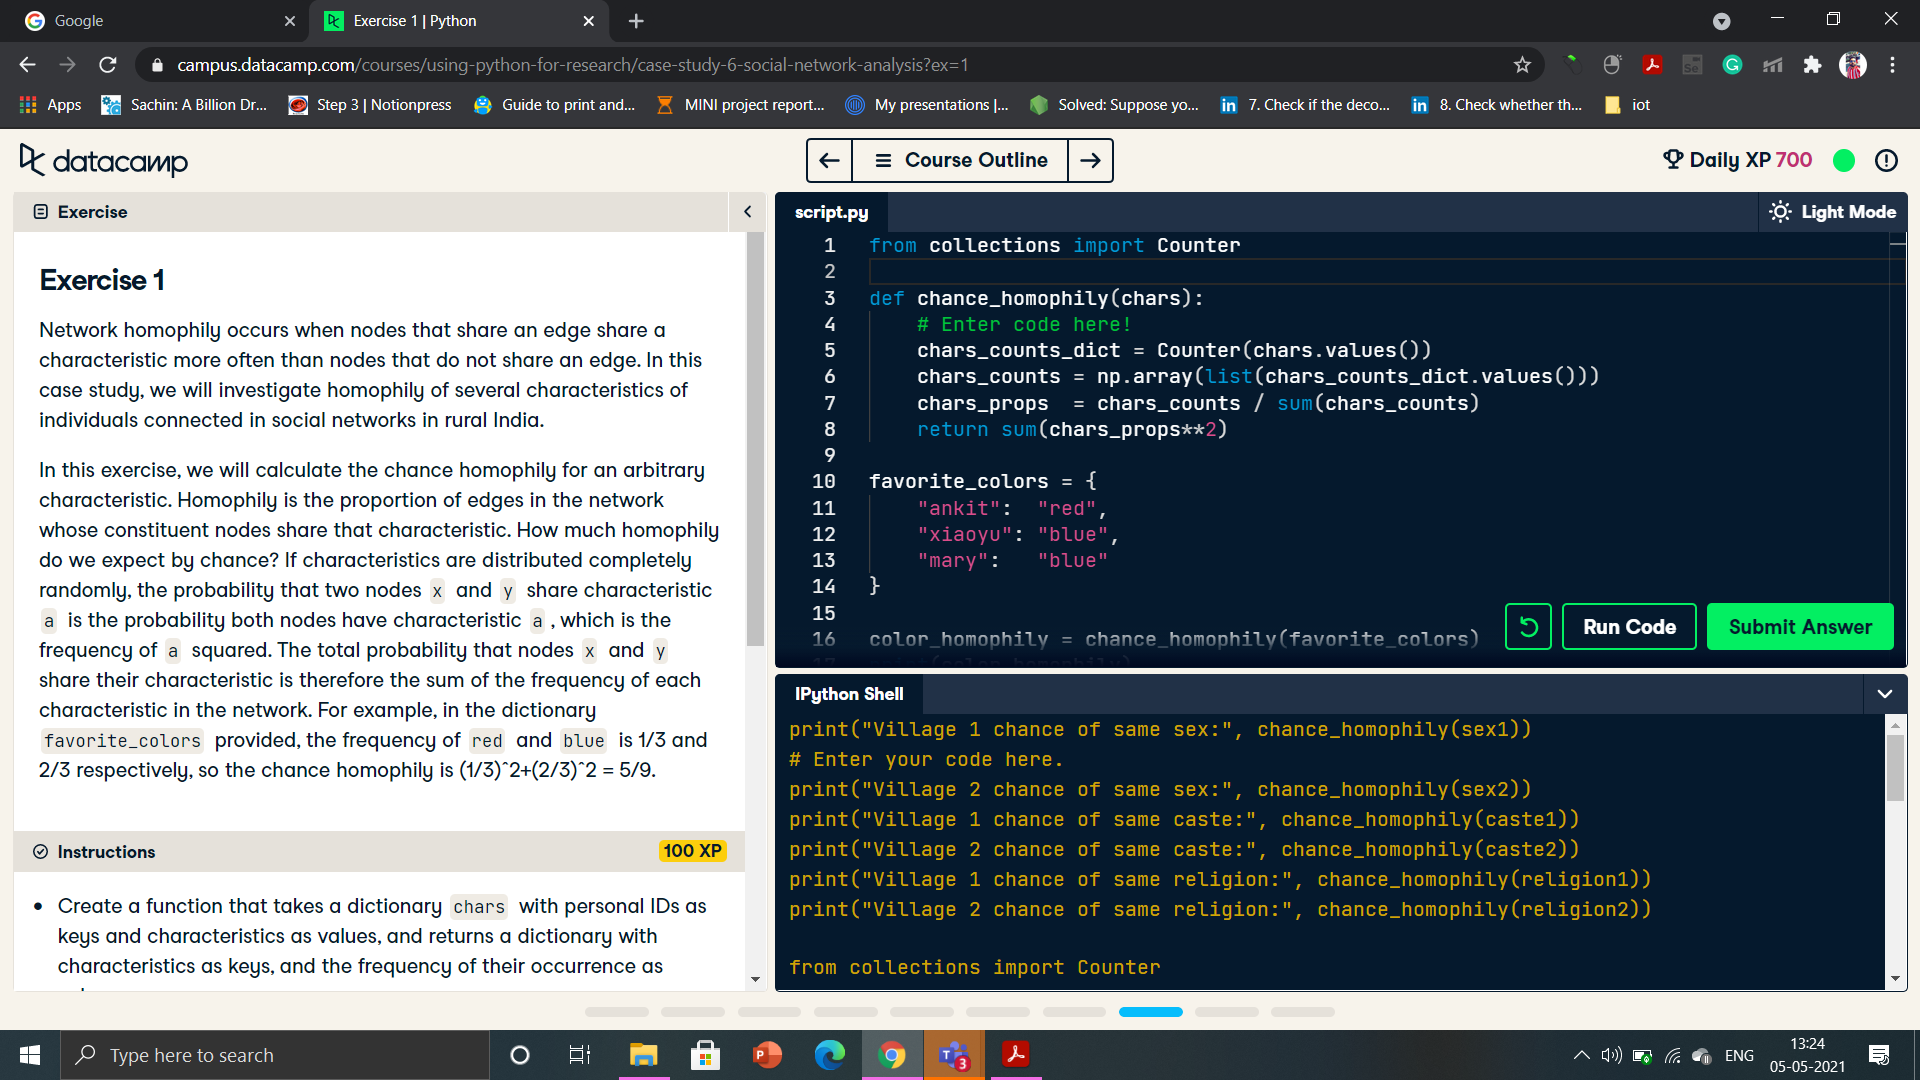 Google
Exercise 1 | Python
campus.datacamp.com/courses/using-python-for-research/case-study-6-social-network-analysis?ex=1
Apps
Sachin: A Billion Dr...
Step 3 | Notionpress
Guide to print and...
MINI project report...
My presentations |...
Solved: Suppose yo...
7. Check if the deco...
8. Check whether th...
iot
datacamp
Course Outline
Daily XP 700
Exercise
Exercise 1
Network homophily occurs when nodes that share an edge share a
characteristic more often than nodes that do not share an edge. In this
case study, we will investigate homophily of several characteristics of
individuals connected in social networks in rural India.
In this exercise, we will calculate the chance homophily for an arbitrary
characteristic. Homophily is the proportion of edges in the network
whose constituent nodes share that characteristic. How much homophily
do we expect by chance? If characteristics are distributed completely
randomly, the probability that two nodes x and y share characteristic
a is the probability both nodes have characteristic a , which is the
frequency of a squared. The total probability that nodes x and y
share their characteristic is therefore the sum of the frequency of each
characteristic in the network. For example, in the dictionary
favorite_colors provided, the frequency of red and blue is 1/3 and
2/3 respectively, so the chance homophily is (1/3)^2+(2/3)^2 = 5/9.
Instructions
100 XP
• Create a function that takes a dictionary chars with personal IDs as
keys and characteristics as values, and returns a dictionary with
characteristics as keys, and the frequency of their occurrence as
script.py
Light Mode
1 from collections import Counter
2
3 def chance_homophily(chars):
4 # Enter code here!
5 chars_counts_dict = Counter(chars.values())
6 chars_counts = np.array(list(chars_counts_dict.values()))
7 chars_props = chars_counts / sum(chars_counts)
8 return sum(chars_props**2)
9
10 favorite_colors = {
11 "ankit": "red",
12 "xiaoyu": "blue",
13 "mary": "blue"
14 }
15
16 color_homophily = chance_homophily(favorite_colors)
17 print(color_homophily)
Run Code
Submit Answer
IPython Shell
print("Village 1 chance of same sex:", chance_homophily(sex1))
# Enter your code here.
print("Village 2 chance of same sex:", chance_homophily(sex2))
print("Village 1 chance of same caste:", chance_homophily(caste1))
print("Village 2 chance of same caste:", chance_homophily(caste2))
print("Village 1 chance of same religion:", chance_homophily(religion1))
print("Village 2 chance of same religion:", chance_homophily(religion2))
from collections import Counter
Type here to search
3
ENG
13:24
05-05-2021